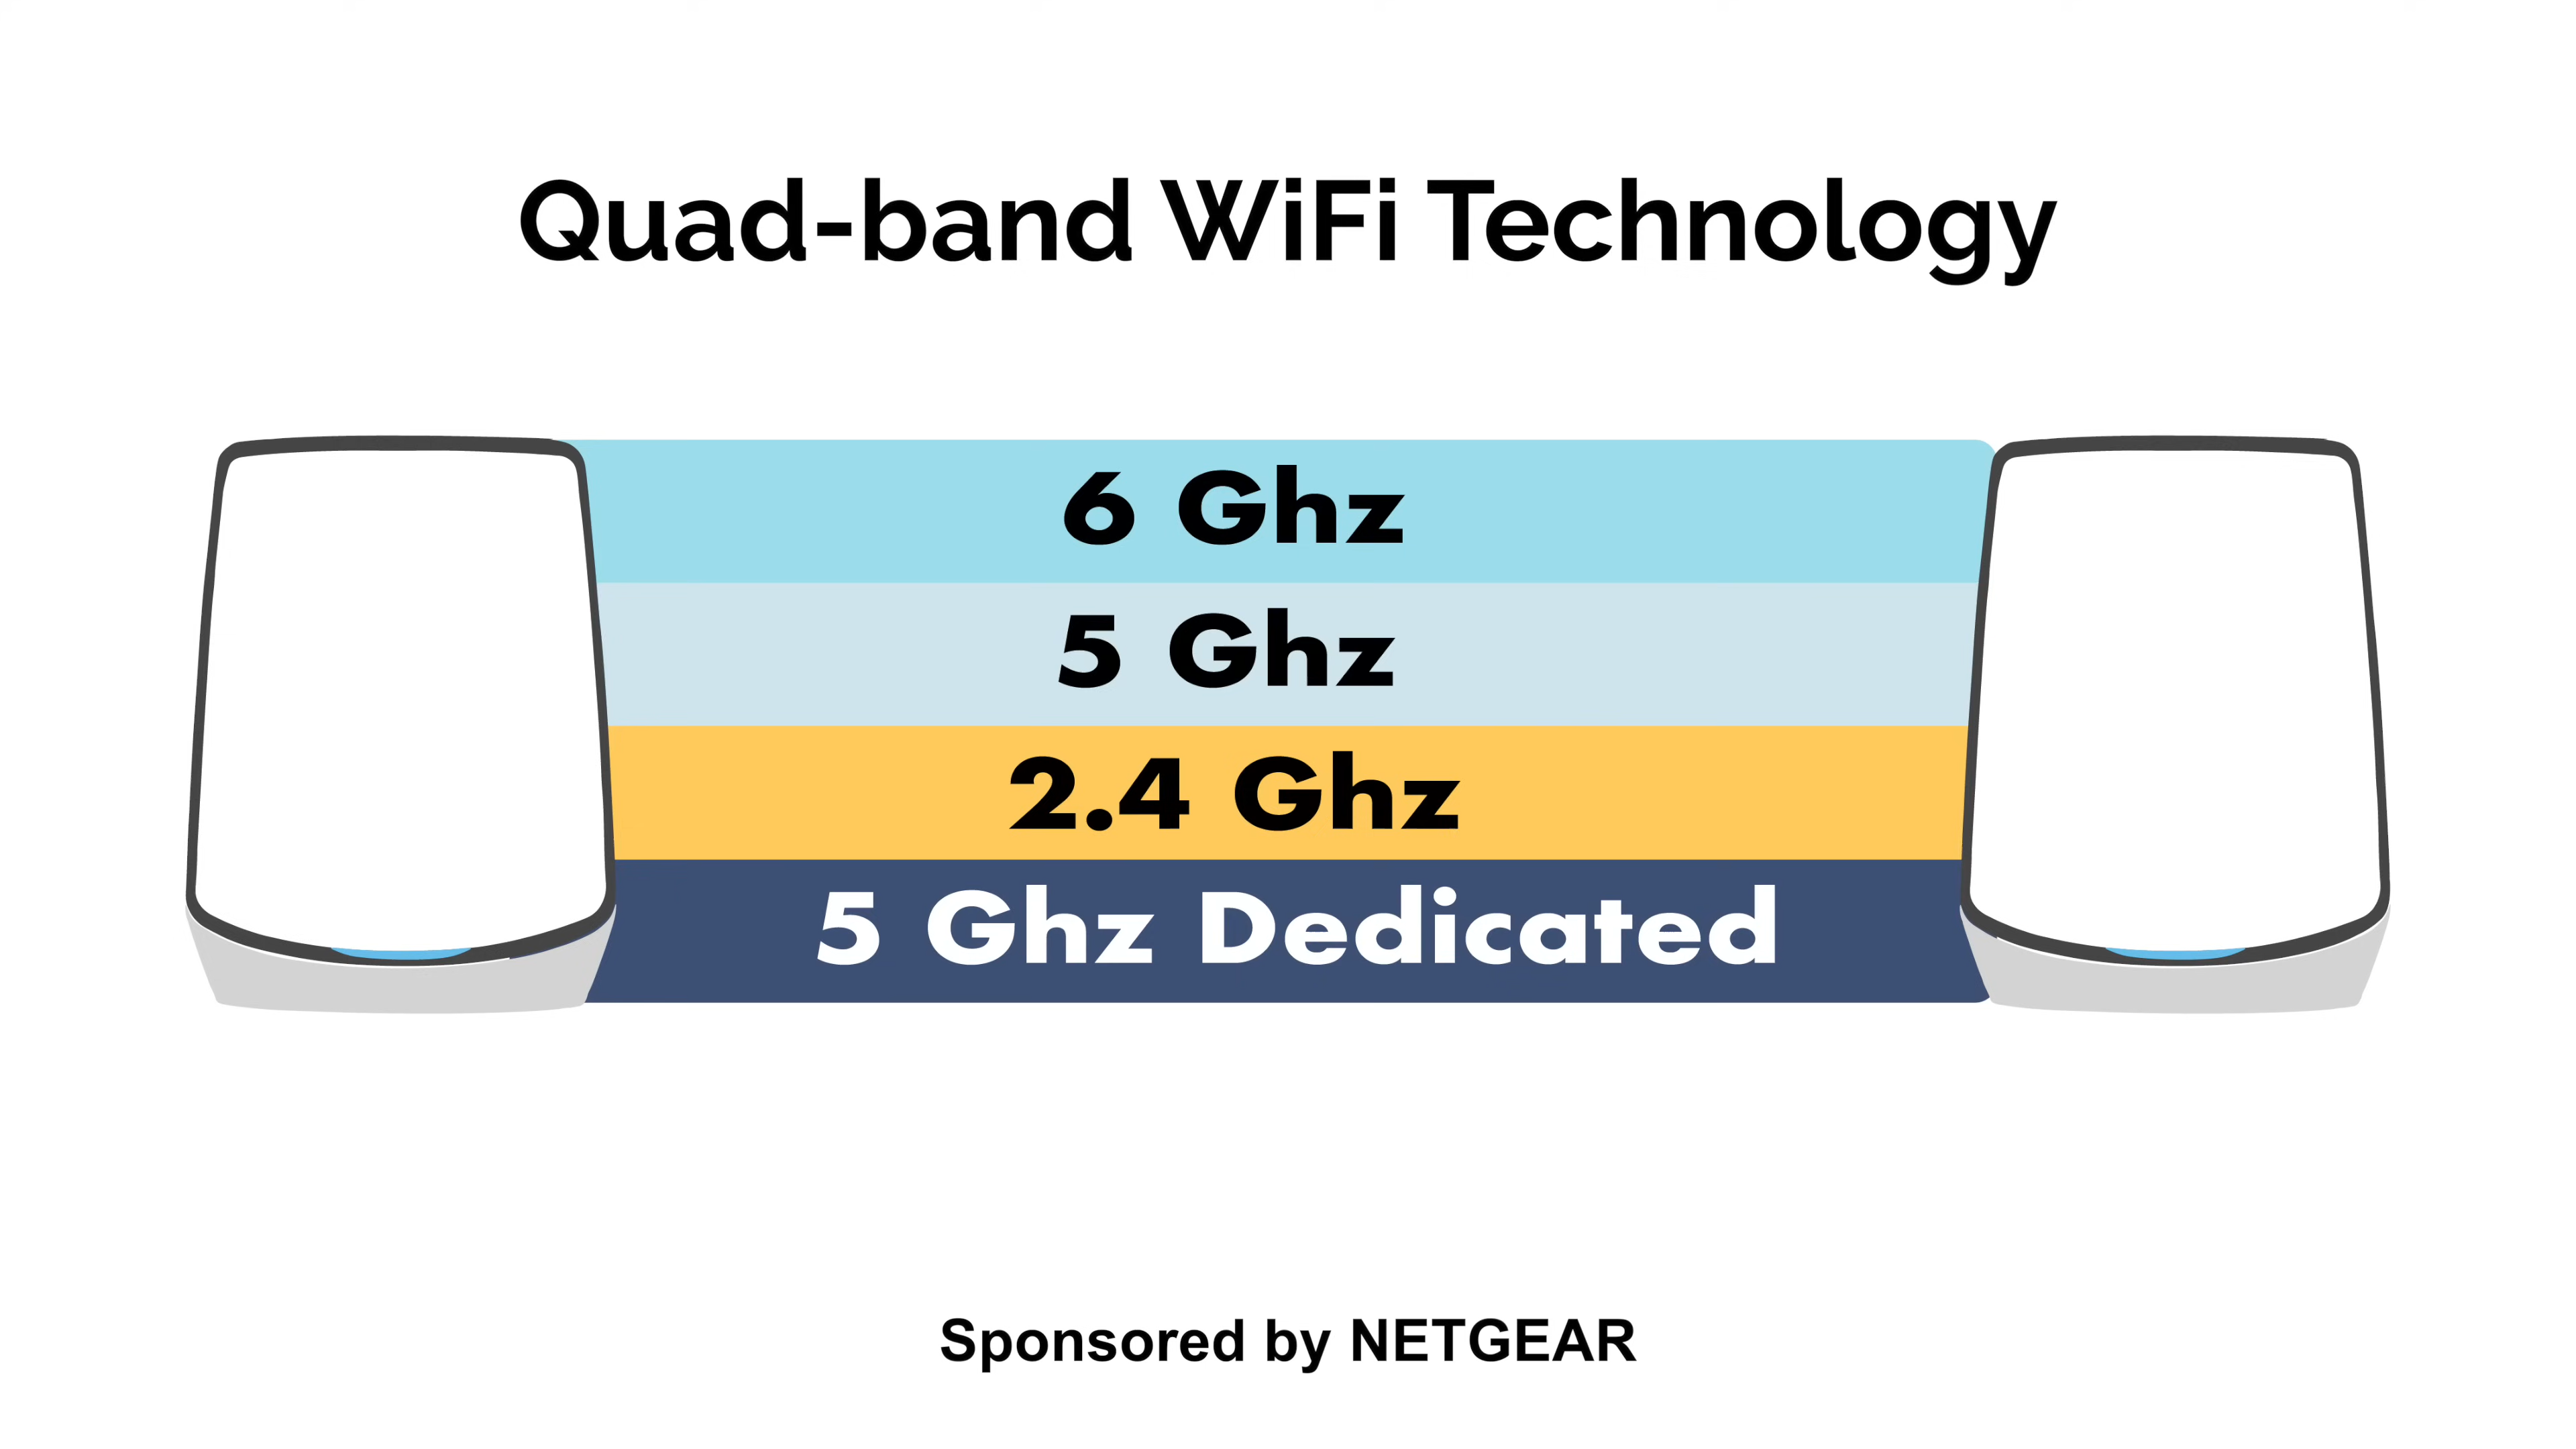 Quad-band WiFi Technology
6 Ghz
5 Ghz
2.4 Ghz
5 Ghz Dedicated
Sponsored by NETGEAR